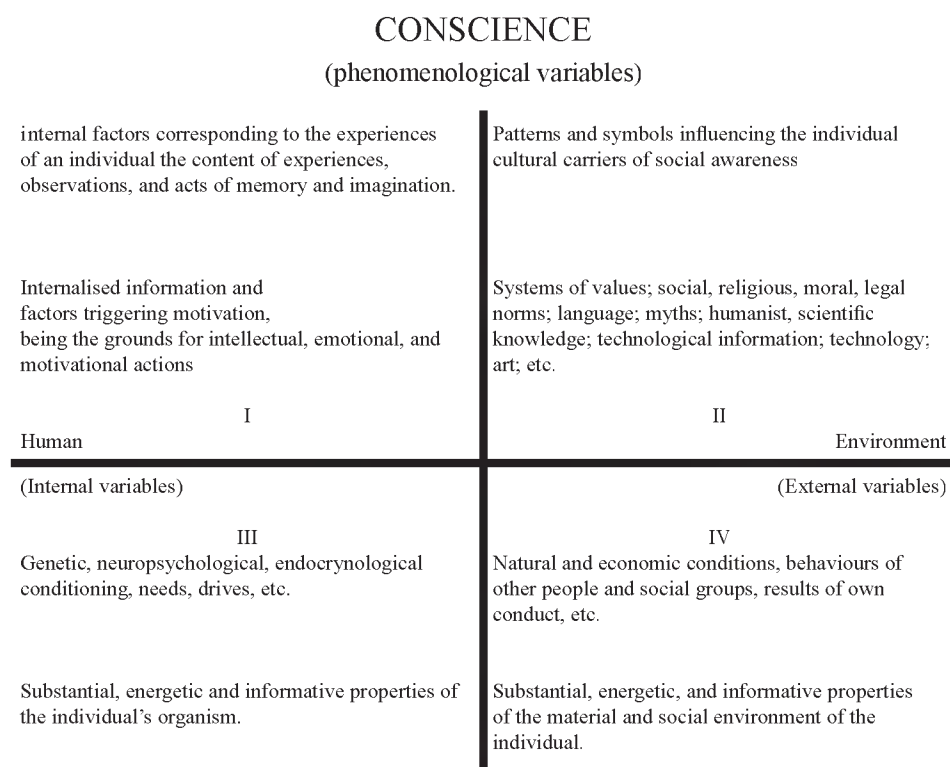 CONSCIENCE
(phenomenological variables)
internal factors corresponding to the experiences
of an individual the content of experiences,
observations, and acts of memory and imagination.
Internalised information and
factors triggering motivation,
being the grounds for intellectual, emotional, and
motivational actions
I
Human
Patterns and symbols influencing the individual
cultural carriers of social awareness
Systems of values; social, religious, moral, legal
norms; language; myths; humanist, scientific
knowledge; technological information; technology;
art; etc.
II
Environment
(Internal variables)
III
Genetic, neuropsychological, endocrynological
conditioning, needs, drives, etc.
Substantial, energetic and informative properties of
the individual's organism.
(External variables)
IV
Natural and economic conditions, behaviours of
other people and social groups, results of own
conduct, etc.
Substantial, energetic, and informative properties
of the material and social environment of the
individual.